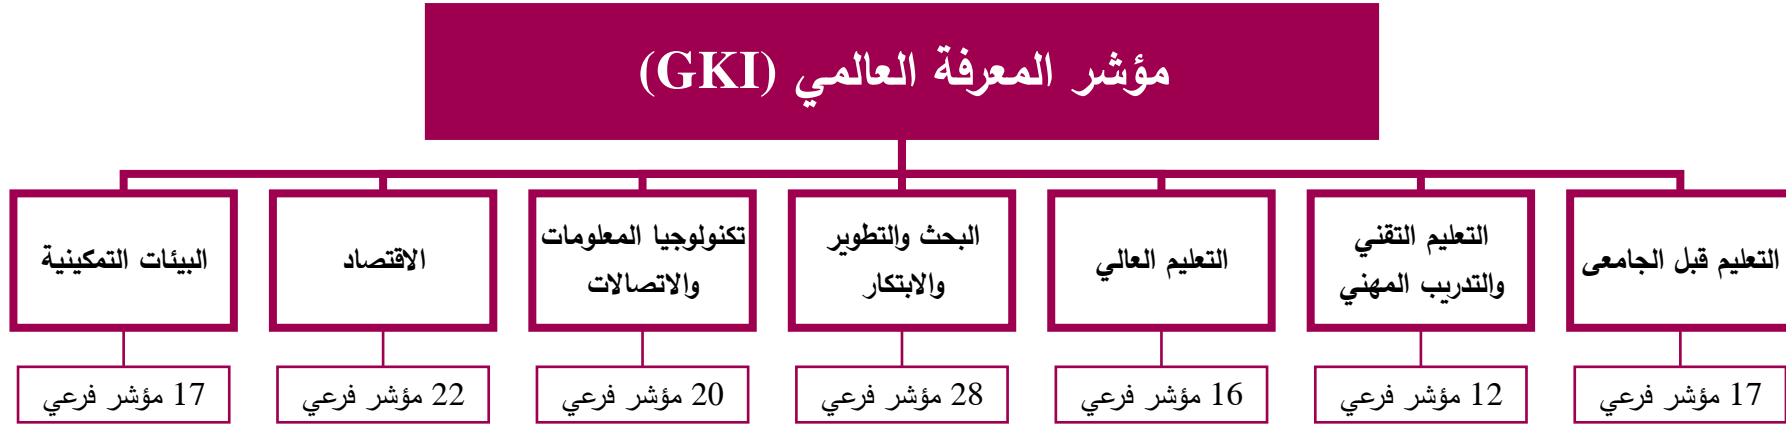 مؤشر المعرفة العالمي (GKI)
التعليم قبل الجامعى
17 مؤشر فرعي
التعليم التقني
والتدريب المهني
12 مؤشر فرعي
التعليم العالي
16 مؤشر فرعي
البحث والتطوير
والابتكار
28 مؤشر فرعي
تكنولوجيا المعلومات
والاتصالات
20 مؤشر فرعي
الاقتصاد
22 مؤشر فرعي
البيئات التمكينية
17 مؤشر فرعي